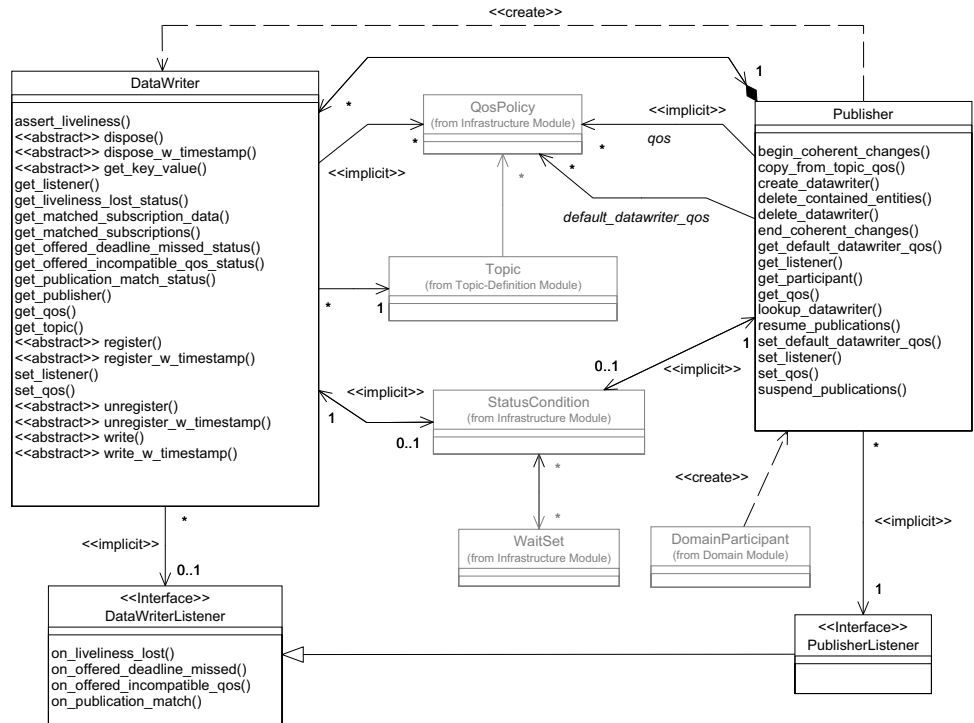 <<create>>
DataWriter
assert_liveliness()
<<abstract>> dispose()
<<abstract>> dispose_w_timestamp()
<<abstract>> get_key_value()
get_listener()
get_liveliness_lost_status()
get_matched_subscription_data()
get_matched_subscriptions()
get_offered_deadline_missed_status()
get_offered_incompatible_qos_status()
get_publication_match_status()
get_publisher()
get_qos()
get_topic()
<<abstract>> register()
<<abstract>> register_w_timestamp()
set_listener()
set_qos()
<<abstract>> unregister()
<<abstract>> unregister_w_timestamp()
<<abstract>> write()
<<abstract>> write_w_timestamp()
*
1
QosPolicy
(from Infrastructure Module)
*
<<implicit>>
<<implicit>>
qos
*
*
*
default_datawriter_qos
Publisher
begin_coherent_changes()
copy_from_topic_qos()
create_datawriter()
delete_contained_entities()
delete_datawriter()
end_coherent_changes()
get_default_datawriter_qos()
get_listener()
get_participant()
get_qos()
lookup_datawriter()
resume_publications()
set_default_datawriter_qos()
set_listener()
set_qos()
suspend_publications()
Topic
(from Topic-Definition Module)
*
1
1
0..1
<<implicit>>
<<implicit>>
1
0..1
StatusCondition
(from Infrastructure Module)
*
*
WaitSet
(from Infrastructure Module)
<<create>>
DomainParticipant
(from Domain Module)
*
<<implicit>>
1
*
<<implicit>>
0..1
<<Interface>>
DataWriterListener
on_liveliness_lost()
on_offered_deadline_missed()
on_offered_incompatible_qos()
on_publication_match()
<<Interface>>
PublisherListener